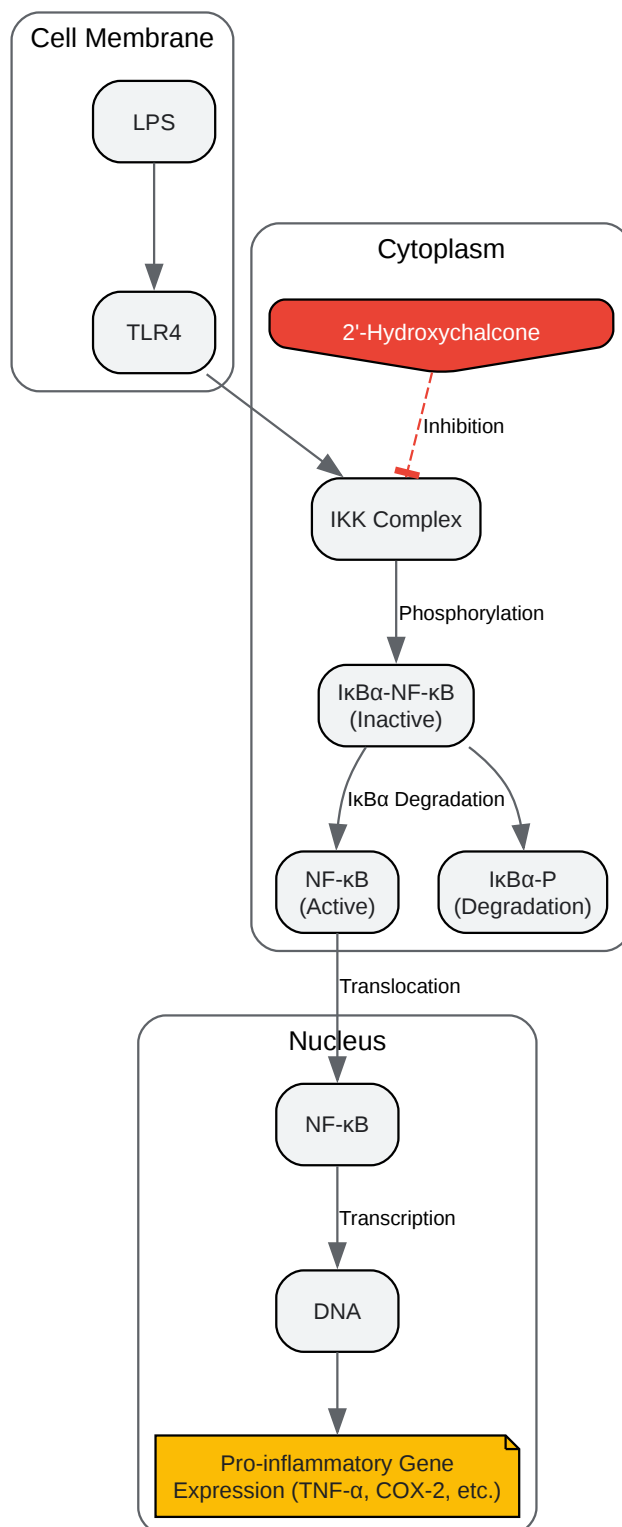 Cell Membrane
LPS
TLR4
Cytoplasm
2'-Hydroxychalcone
Inhibition
IKK Complex
Phosphorylation
IκBα-NF-κB
(Inactive)
IκBα Degradation
NF-κB
(Active)
IκBα-P
(Degradation)
Translocation
Nucleus
NF-κB
Transcription
DNA
Pro-inflammatory Gene
Expression (TNF-α, COX-2, etc.)